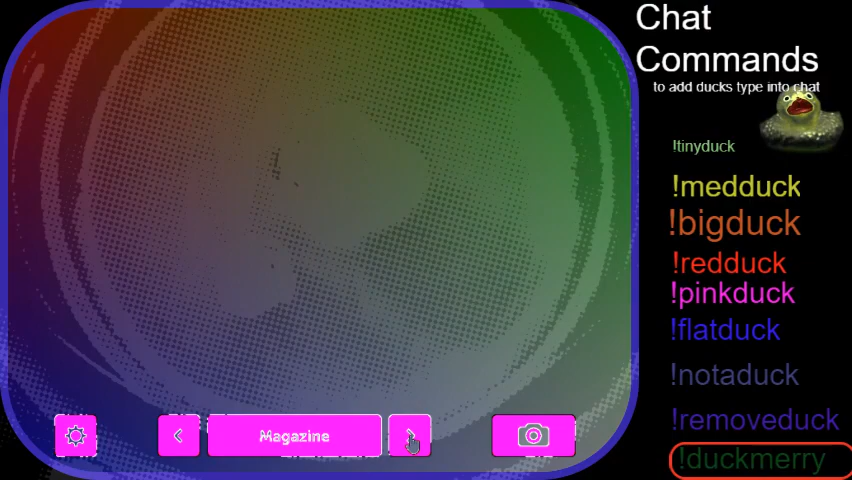 Chat
Commands
to add ducks type into chat
!tinyduck
!medduck
!bigduck
!redduck
!pinkduck
!flatduck
!notaduck
!removeduck
!duckmerry
Magazine